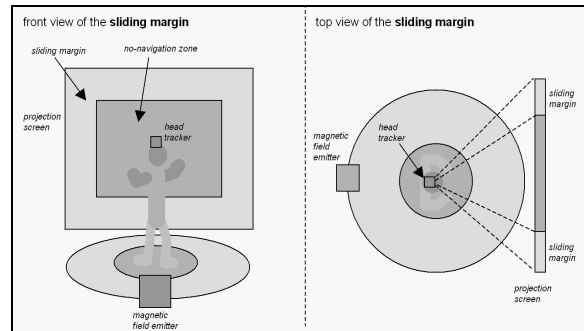 front view of the sliding margin
sliding margin
no-navigation zone
projection
screen
head
tracker
magnetic
field emitter
top view of the sliding margin
sliding
margin
magnetic
field
emitter
head
tracker
sliding
margin
projection
screen